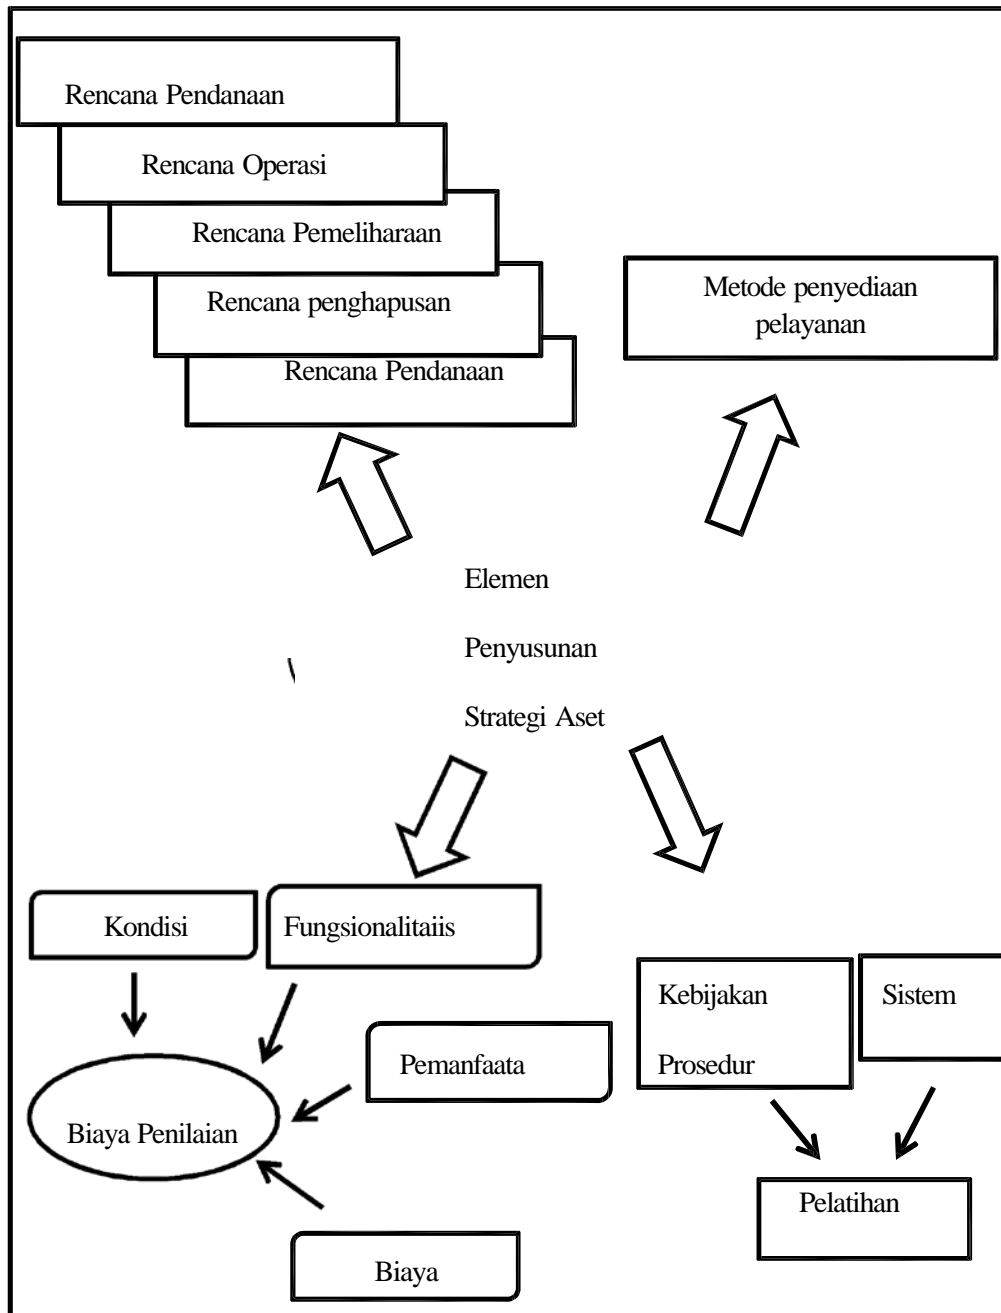 Rencana Pendanaan
Rencana Operasi
Rencana Pemeliharaan
Rencana penghapusan
Rencana Pendanaan
Metode penyediaan
pelayanan
Elemen
Penyusunan
Strategi Aset
Kondisi
Fungsionalitaiis
Pemanfaata
Biaya Penilaian
Biaya
Kebijakan
Prosedur
Sistem
Pelatihan